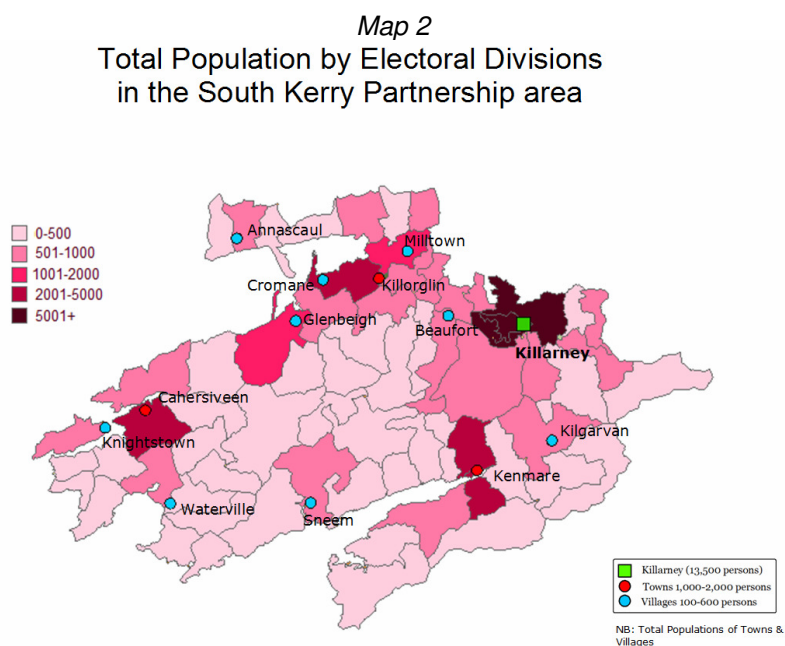 Map 2
Total Population by Electoral Divisions
in the South Kerry Partnership area
0-500
501-1000
1001-2000
2001-5000
5001+
Annascaul
Milltown
Cromane
Killorglin
Glenbeigh
Beaufort
Killarney
Cahersiveen
Knightstown
Kilgarvan
Kenmare
Waterville
Sneem
Killarney (13,500 persons)
Towns 1,000-2,000 persons
Villages 100-600 persons
NB: Total Populations of Towns &
Villages